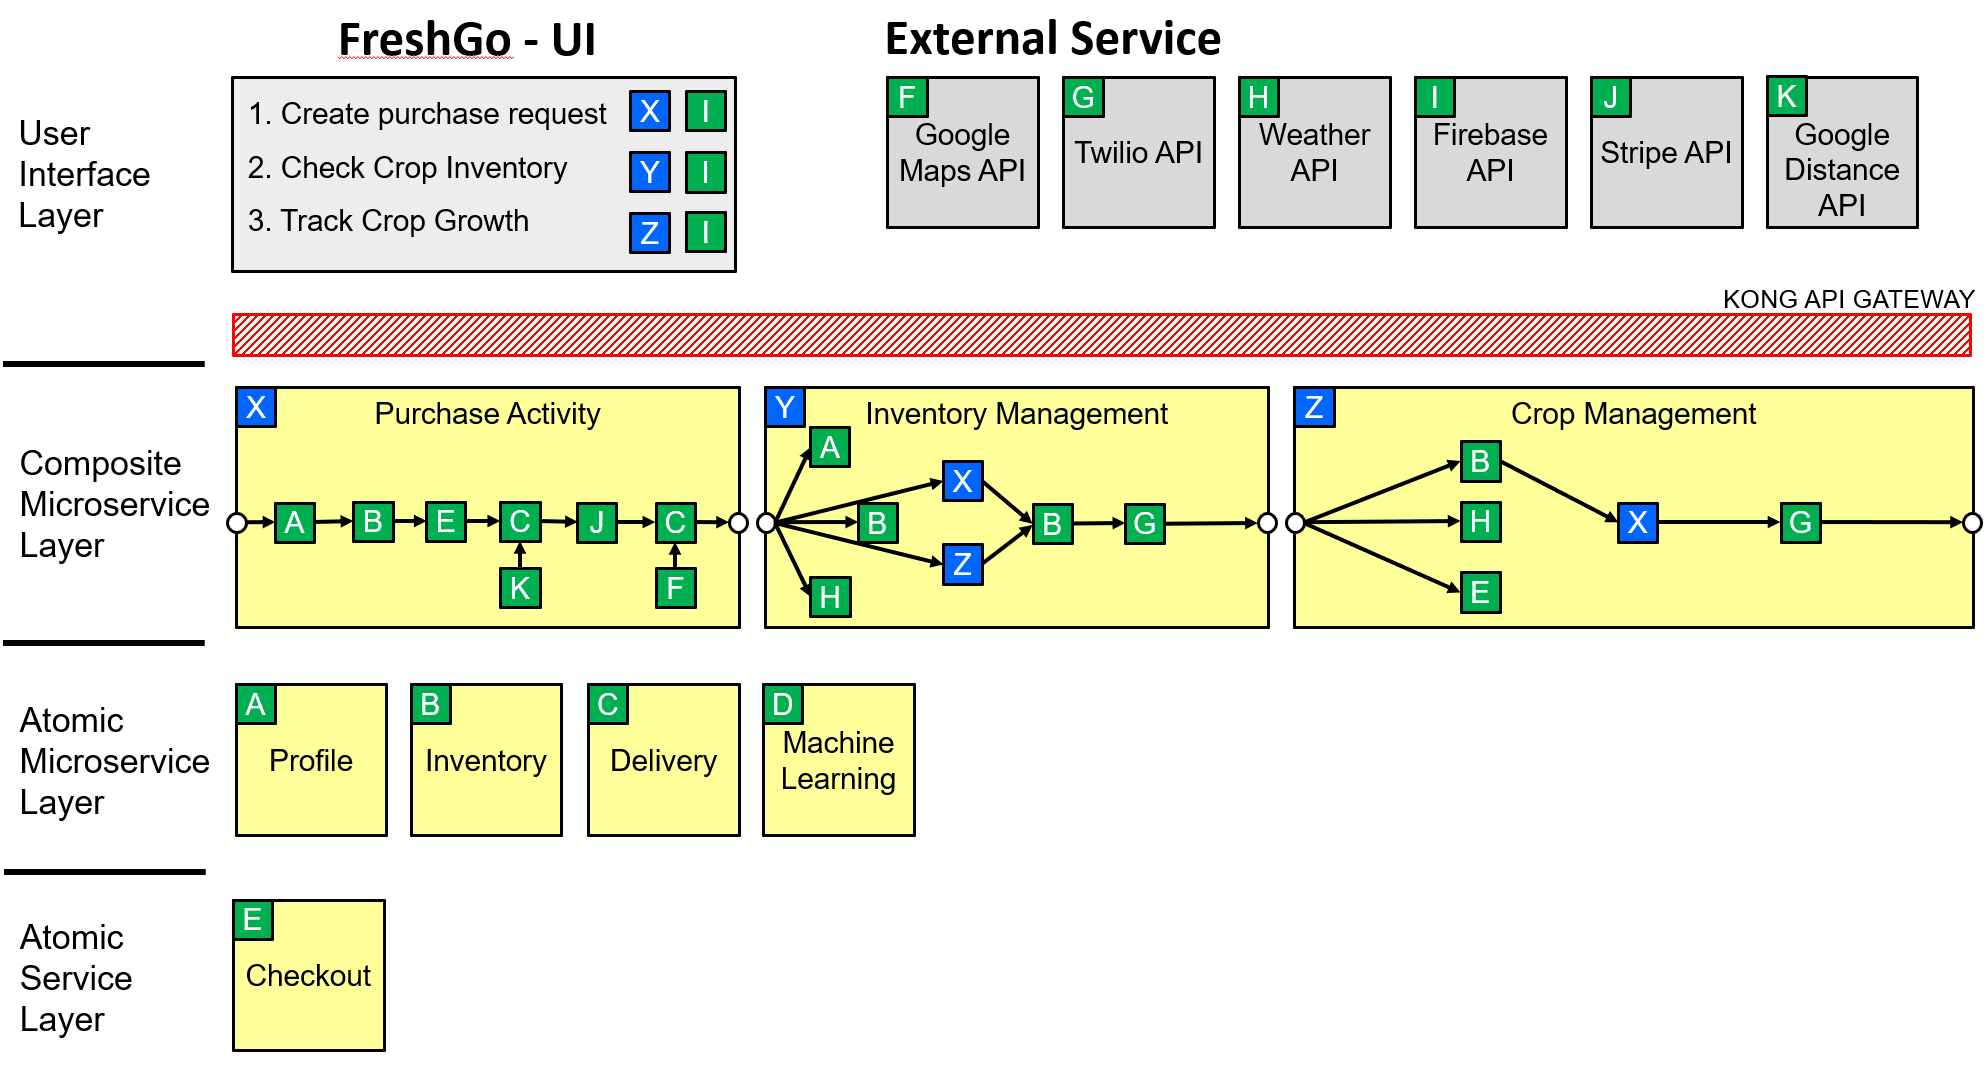 FreshGo - UI
External Service
User
Interface
Layer
1. Create purchase request
X
I
2. Check Crop Inventory
Y
I
3. Track Crop Growth
Z
I
F
Google
Maps API
G
Twilio API
H
Weather
API
I
Firebase
API
J
Stripe API
K
Google
Distance
API
KONG API GATEWAY
Composite
Microservice
Layer
X
Purchase Activity
A
B
E
C
J
C
K
F
Y
Inventory Management
A
X
B
B
G
Z
H
Z
Crop Management
B
H
X
G
E
Atomic
Microservice
Layer
A
Profile
B
Inventory
C
Delivery
D
Machine
Learning
Atomic
Service
Layer
E
Checkout